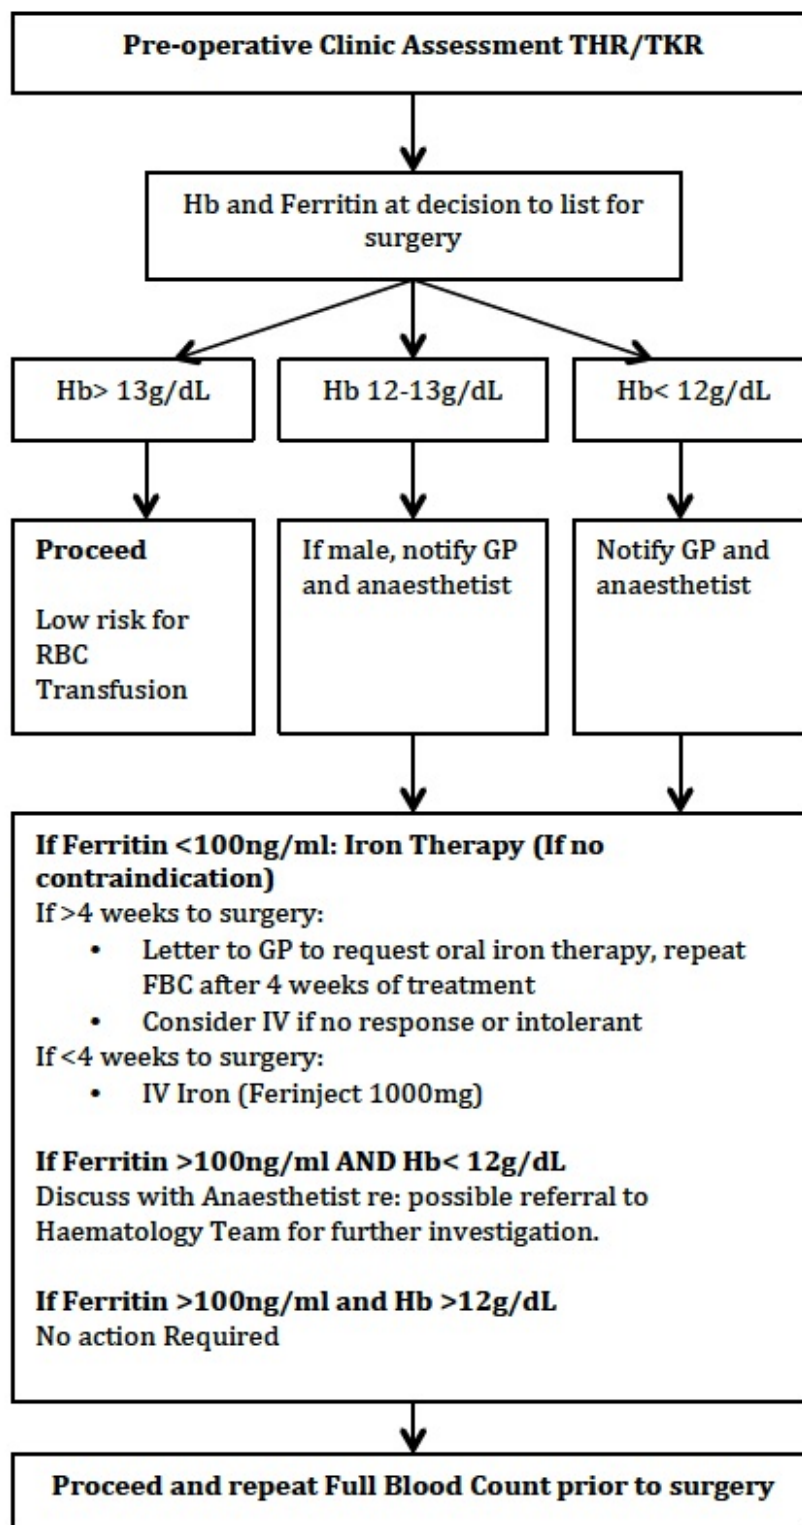 Pre-operative Clinic Assessment THR/TKR
Hb and Ferritin at decision to list for
surgery
Hb> 13g/dL
Hb 12-13g/dL
Hb< 12g/dL
Proceed
Low risk for
RBC
Transfusion
If male, notify GP
and anaesthetist
Notify GP and
anaesthetist
If Ferritin <100ng/ml: Iron Therapy (If no
contraindication)
If >4 weeks to surgery:
• Letter to GP to request oral iron therapy, repeat
FBC after 4 weeks of treatment
• Consider IV if no response or intolerant
If <4 weeks to surgery:
• IV Iron (Ferinject 1000mg)
If Ferritin >100ng/ml AND Hb< 12g/dL
Discuss with Anaesthetist re: possible referral to
Haematology Team for further investigation.
If Ferritin >100ng/ml and Hb >12g/dL
No action Required
Proceed and repeat Full Blood Count prior to surgery